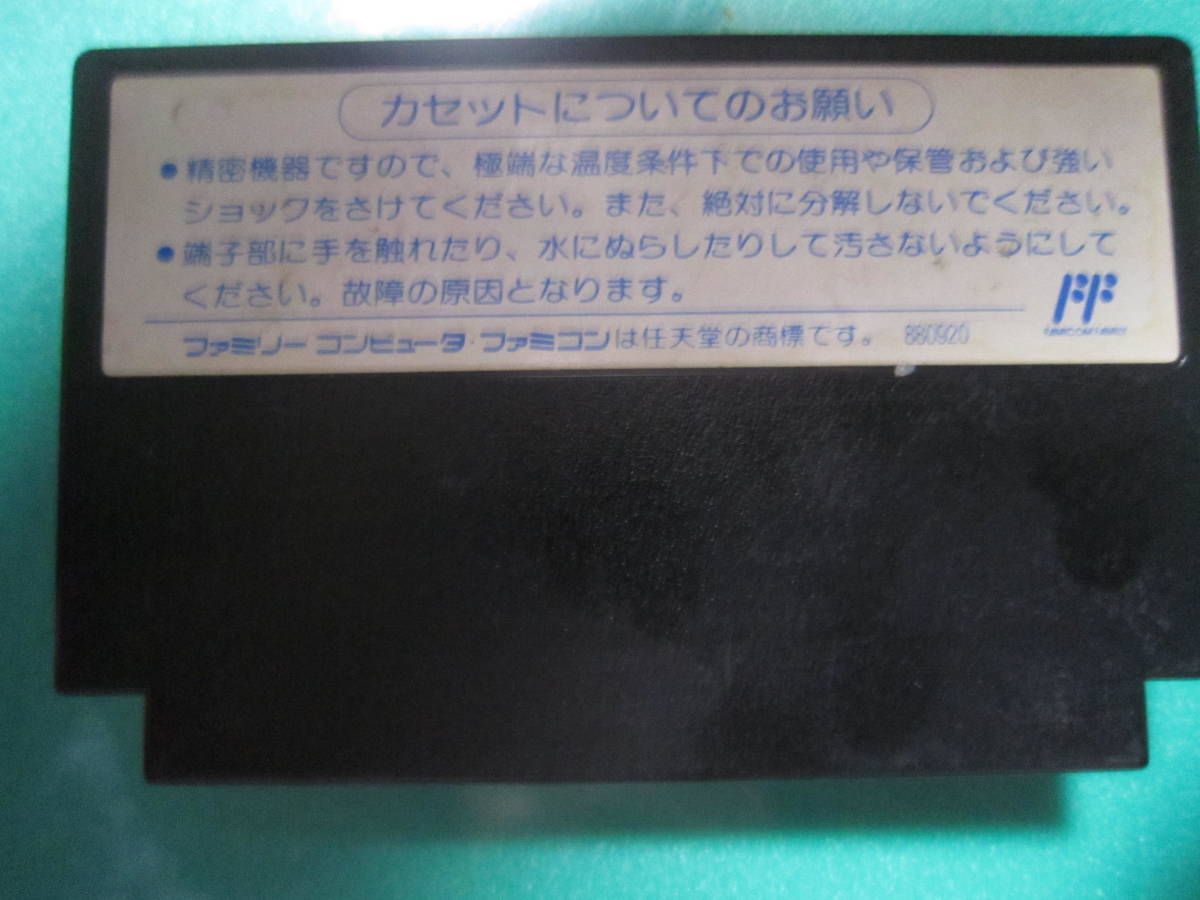 カセットについてのお願い
●精密機器ですので、極端な温度条件下での使用や保管および強い
ショックをさけてください。また、絶対に分解しないでください。
●端子部に手を触れたり、水にぬらしたりして汚さないようにして
ください。故障の原因となります。
ファミリー コンピュータ・ファミコンは任天堂の商標です。 880920
FF
FAMICOM FAMILY